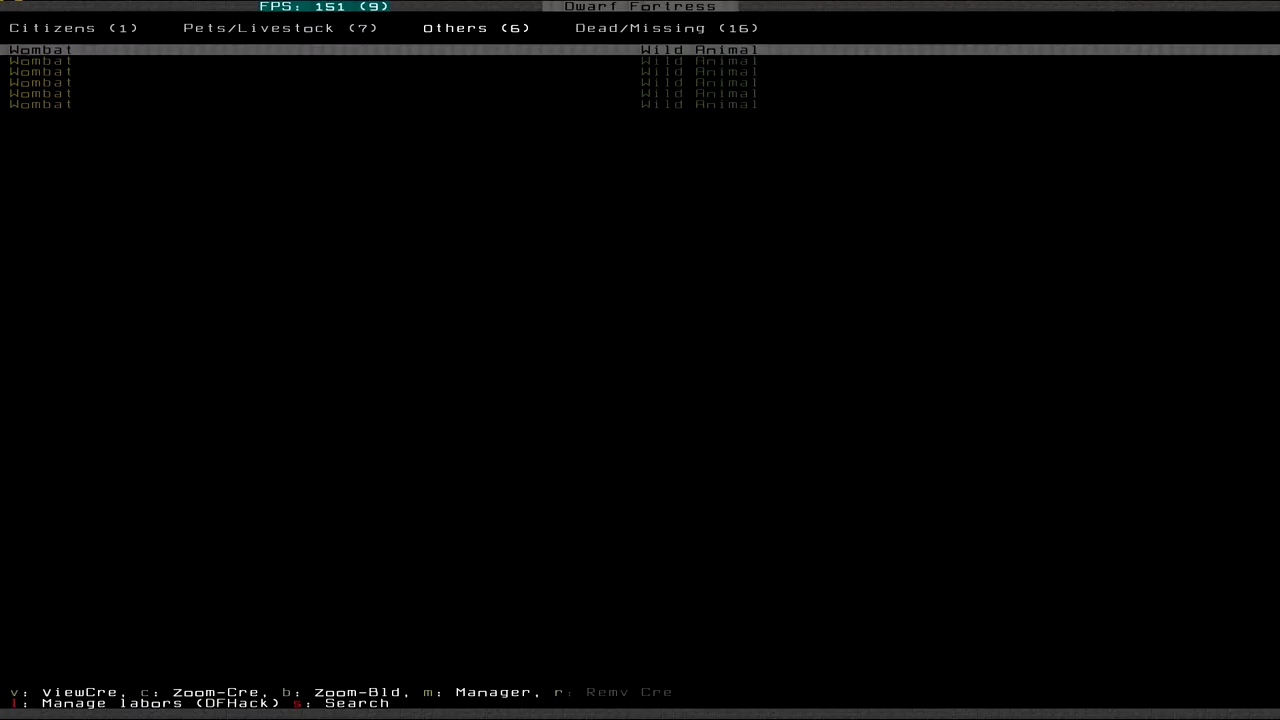 FPS: 151 (9) Dwarf Fortress
Citizens (1) Pets/Livestock (7) Others (6) Dead/Missing (16)
Wombat Wild Animal
Wombat Wild Animal
Wombat Wild Animal
Wombat Wild Animal
Wombat Wild Animal
Wombat Wild Animal
v: ViewCre, c: Zoom-Cre, b: Zoom-Bld, m: Manager, r: Remv Cre
l: Manage labors (DFHack) s: Search